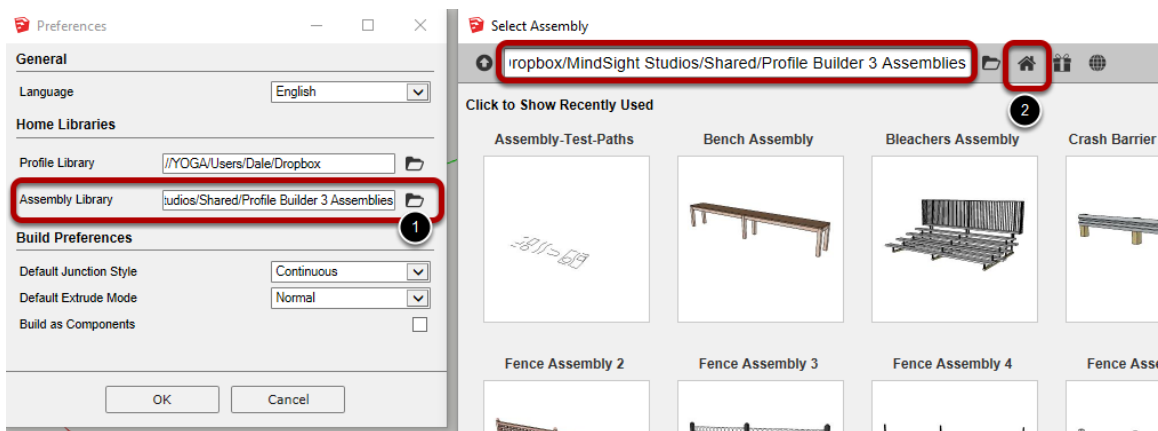 Preferences
General
Language English
Home Libraries
Profile Library //YOGA/Users/Dale/Dropbox
Assembly Library :udios/Shared/Profile Builder 3 Assemblies
1
Build Preferences
Default Junction Style Continuous
Default Extrude Mode Normal
Build as Components
OK Cancel
Select Assembly
ropbox/MindSight Studios/Shared/Profile Builder 3 Assemblies
2
Click to Show Recently Used
Assembly-Test-Paths Bench Assembly Bleachers Assembly Crash Barrier
Fence Assembly 2 Fence Assembly 3 Fence Assembly 4 Fence Asse